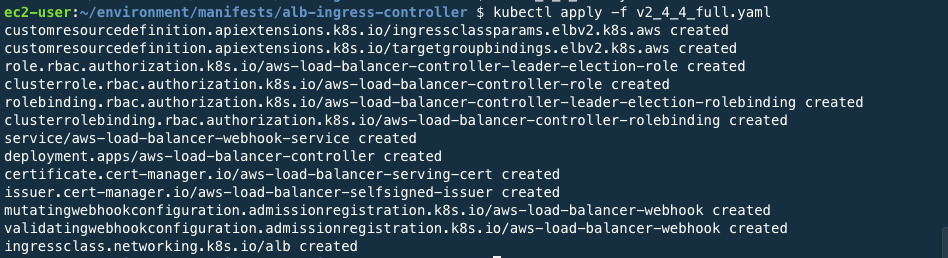 ec2-user:~/environment/manifests/alb-ingress-controller $ kubectl apply -f v2_4_4_full.yaml
customresourcedefinition.apiextensions.k8s.io/ingressclassparams.elbv2.k8s.aws created
customresourcedefinition.apiextensions.k8s.io/targetgroupbindings.elbv2.k8s.aws created
role.rbac.authorization.k8s.io/aws-load-balancer-controller-leader-election-role created
clusterrole.rbac.authorization.k8s.io/aws-load-balancer-controller-role created
rolebinding.rbac.authorization.k8s.io/aws-load-balancer-controller-leader-election-rolebinding created
clusterrolebinding.rbac.authorization.k8s.io/aws-load-balancer-controller-rolebinding created
service/aws-load-balancer-webhook-service created
deployment.apps/aws-load-balancer-controller created
certificate.cert-manager.io/aws-load-balancer-serving-cert created
issuer.cert-manager.io/aws-load-balancer-selfsigned-issuer created
mutatingwebhookconfiguration.admissionregistration.k8s.io/aws-load-balancer-webhook created
validatingwebhookconfiguration.admissionregistration.k8s.io/aws-load-balancer-webhook created
ingressclass.networking.k8s.io/alb created